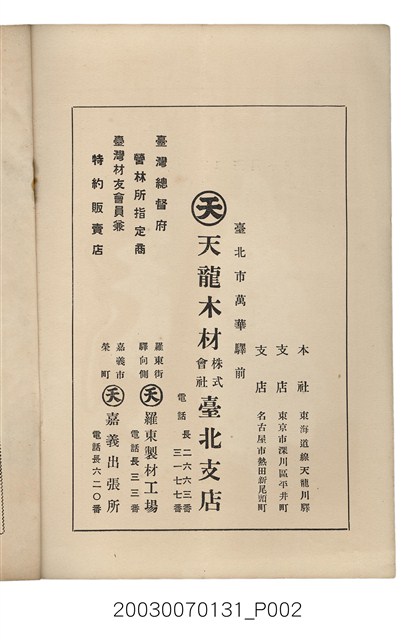 本社 東海道線天龍川驛
支店 東京市深川區平井町
支店 名古屋市熱田新尾頭町
臺北市萬華驛前
天 天龍木材株式會社臺北支店
電話 長二六六三番
三一七七番
臺灣總督府
營林所指定商
臺灣材友會員兼
特約販賣店
羅東街
驛向側
天 羅東製材工場
電話長三三番
嘉義市
榮町
天 嘉義出張所
電話長六二〇番
20030070131_P002